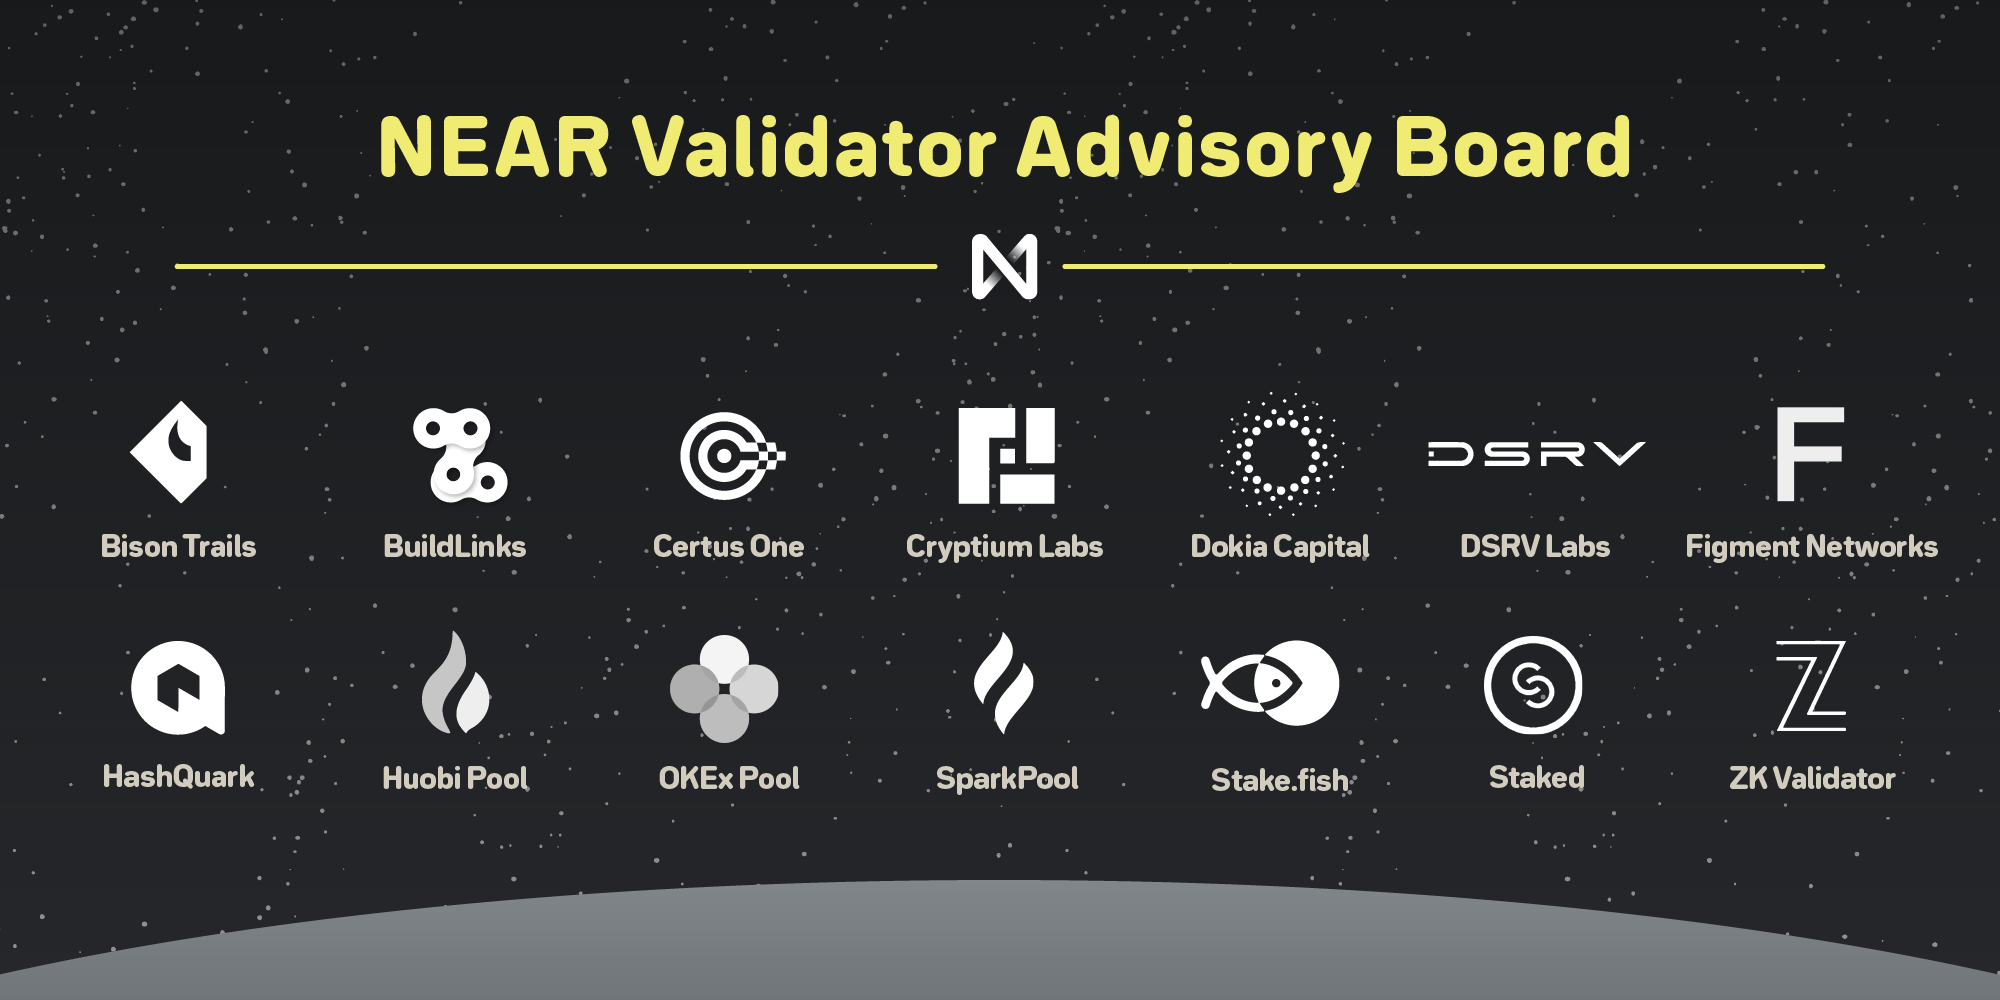 NEAR Validator Advisory Board
DSRV
F
Bison Trails
BuildLinks
Certus One
Cryptium Labs
Dokia Capital
DSRV Labs
Figment Networks
HashQuark
Huobi Pool
OKEx Pool
SparkPool
Stake.fish
Staked
ZK Validator